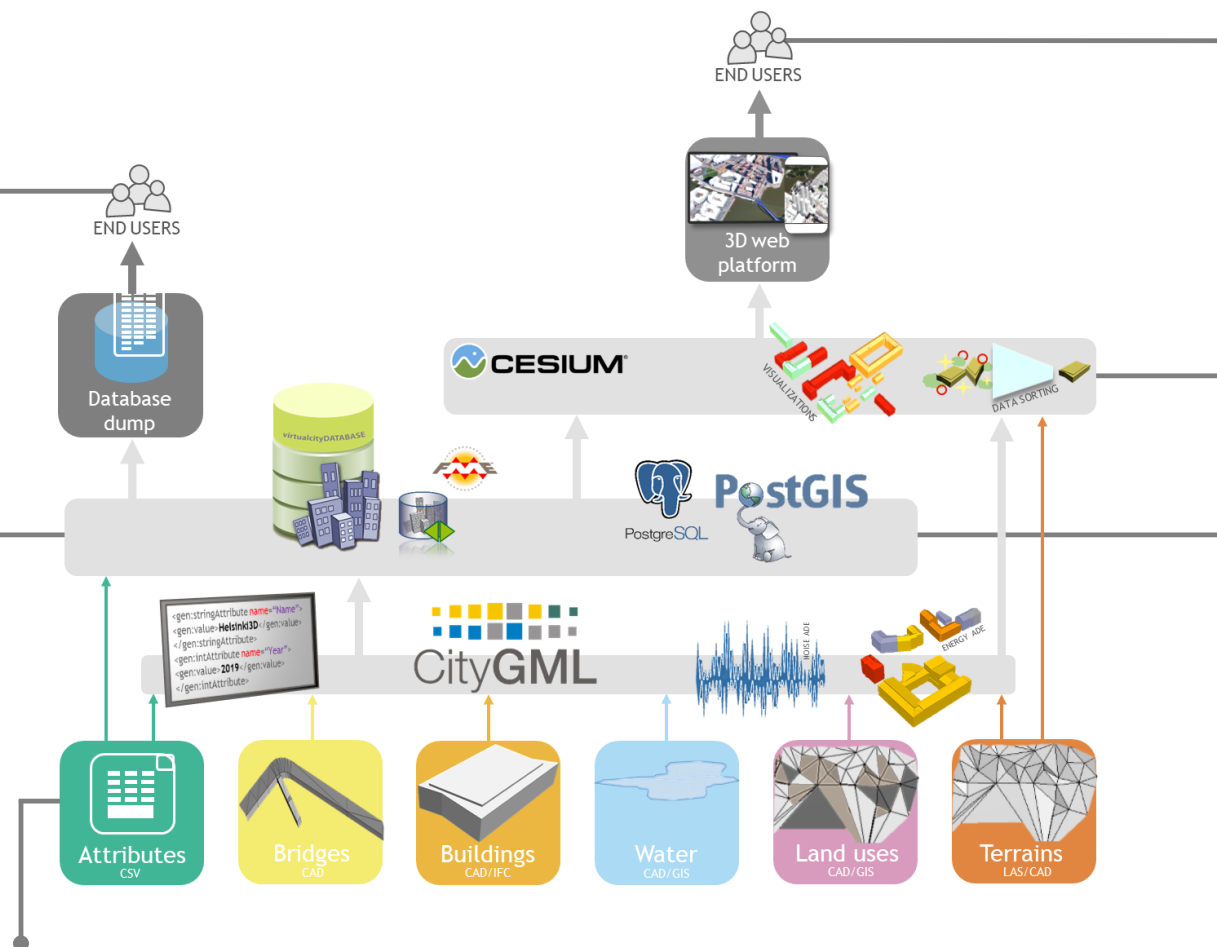 END USERS
END USERS
3D web
platform
Database
dump
CESIUM®
VISUALIZATIONS
DATA SORTING
virtualcityDATABASE
FME
PostgreSQL
PostGIS
<gen:stringAttribute name="Name">
<gen:value>Helsinki3D</gen:value>
</gen:stringAttribute>
<gen:intAttribute name="Year">
<gen:value>2019</gen:value>
</gen:intAttribute>
CityGML
NOISE ADE
ENERGY ADE
Attributes
CSV
Bridges
CAD
Buildings
CAD/IFC
Water
CAD/GIS
Land uses
CAD/GIS
Terrains
LAS/CAD